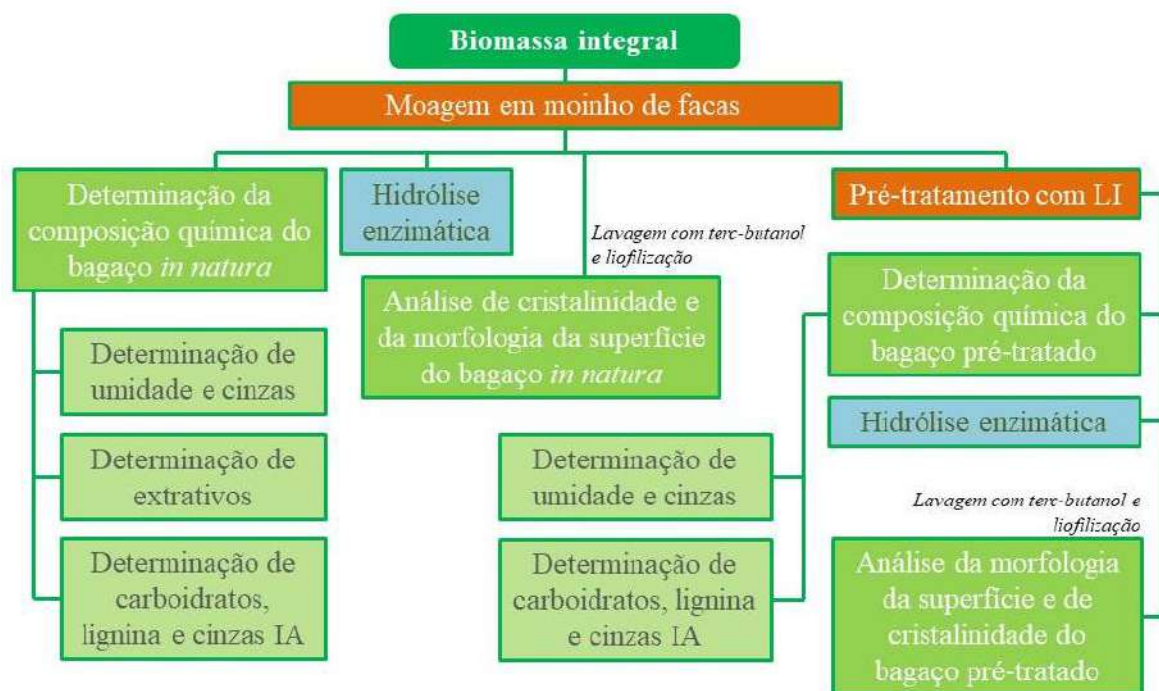 Biomassa integral
Moagem em moinho de facas
Determinação da
composição química do
bagaço in natura
Hidrólise
enzimática
Lavagem com terc-butanol
e liofilização
Pré-tratamento com LI
Análise de cristalinidade e
da morfologia da superfície
do bagaço in natura
Determinação da
composição química do
bagaço pré-tratado
Determinação de
umidade e cinzas
Hidrólise enzimática
Determinação de
extrativos
Determinação de
umidade e cinzas
Lavagem com terc-butanol e
liofilização
Determinação de
carboidratos,
lignina e cinzas IA
Determinação de
carboidratos, lignina
e cinzas IA
Análise da morfologia
da superfície e de
cristalinidade do
bagaço pré-tratado